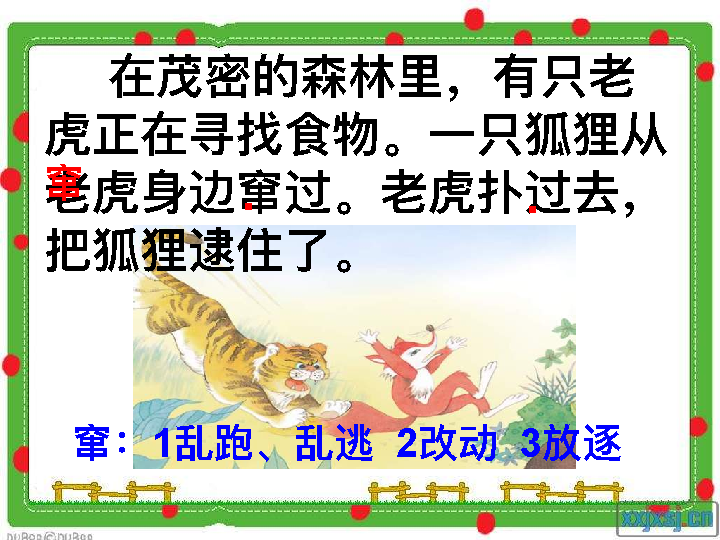 在茂密的森林里，有只老
虎正在寻找食物。一只狐狸从
窜
老虎身边窜过。老虎扑过去，
把狐狸逮住了。
窜：1乱跑、乱逃 2改动 3放逐
xxjxsj.cn